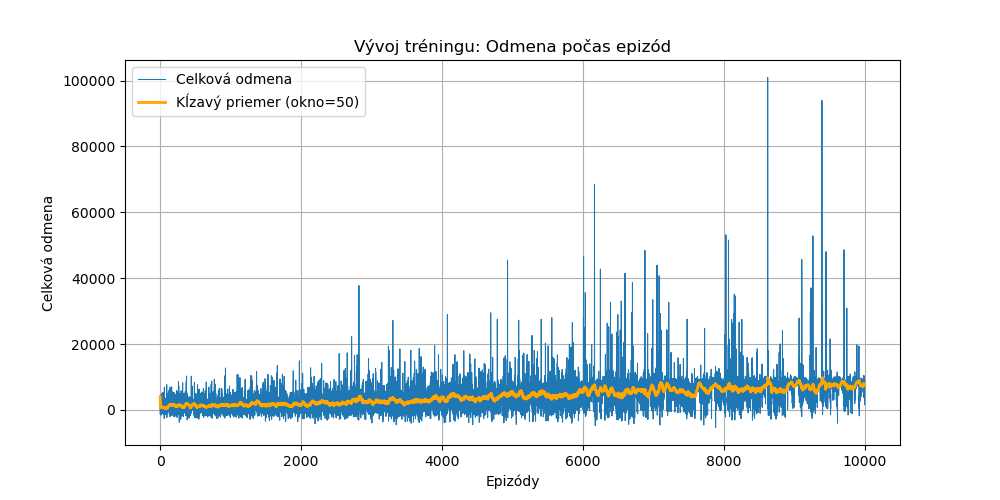 Vývoj tréningu: Odmena počas epizód
Celková odmena
Kĺzavý priemer (okno=50)
100000
80000
60000
40000
20000
0
Celková odmena
0 2000 4000 6000 8000 10000
Epizódy